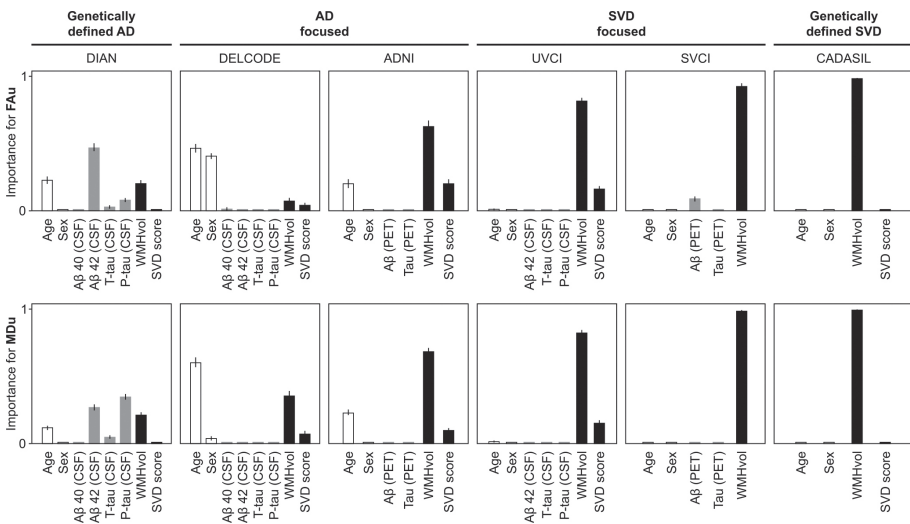 Genetically AD SVD Genetically
defined AD focused focused defined SVD
DIAN DELCODE ADNI UVCI SVCI CADASIL
Importance for FAu
1
0
Age Sex Aβ 40 (CSF) Aβ 42 (CSF) T-tau (CSF) P-tau (CSF) WMHvol SVD score
Age Sex Aβ 40 (CSF) Aβ 42 (CSF) T-tau (CSF) P-tau (CSF) WMHvol SVD score
Age Sex Aβ (PET) Tau (PET) WMHvol SVD score
Age Sex Aβ 42 (CSF) T-tau (CSF) P-tau (CSF) WMHvol SVD score
Age Sex Aβ (PET) Tau (PET) WMHvol
Age Sex WMHvol SVD score
Importance for MDu
1
0
Age Sex Aβ 40 (CSF) Aβ 42 (CSF) T-tau (CSF) P-tau (CSF) WMHvol SVD score
Age Sex Aβ 40 (CSF) Aβ 42 (CSF) T-tau (CSF) P-tau (CSF) WMHvol SVD score
Age Sex Aβ (PET) Tau (PET) WMHvol SVD score
Age Sex Aβ 42 (CSF) T-tau (CSF) P-tau (CSF) WMHvol SVD score
Age Sex Aβ (PET) Tau (PET) WMHvol
Age Sex WMHvol SVD score